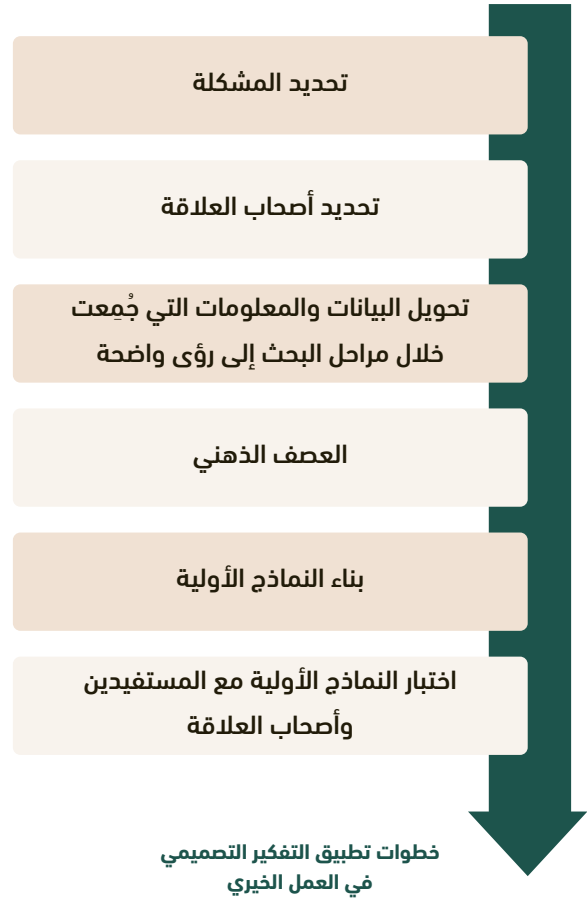 تحديد المشكلة
تحديد أصحاب العلاقة
تحويل البيانات والمعلومات التي جُمِعت
خلال مراحل البحث إلى رؤى واضحة
العصف الذهني
بناء النماذج الأولية
اختبار النماذج الأولية مع المستفيدين
وأصحاب العلاقة
خطوات تطبيق التفكير التصميمي
في العمل الخيري